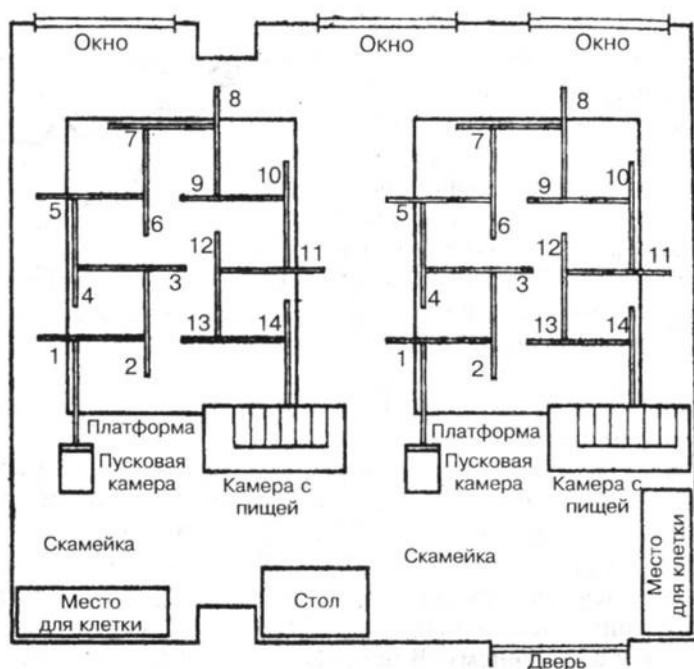 Окно
Окно
Окно
8
7
9
10
5
6
12
11
4
3
1
2
13
14
Платформа
Пусковая
камера
Камера с
пищей
8
7
9
10
5
6
12
11
4
3
1
2
13
14
Платформа
Пусковая
камера
Камера с
пищей
Скамейка
Скамейка
Место
для клетки
Стол
Место
для клетки
Дверь